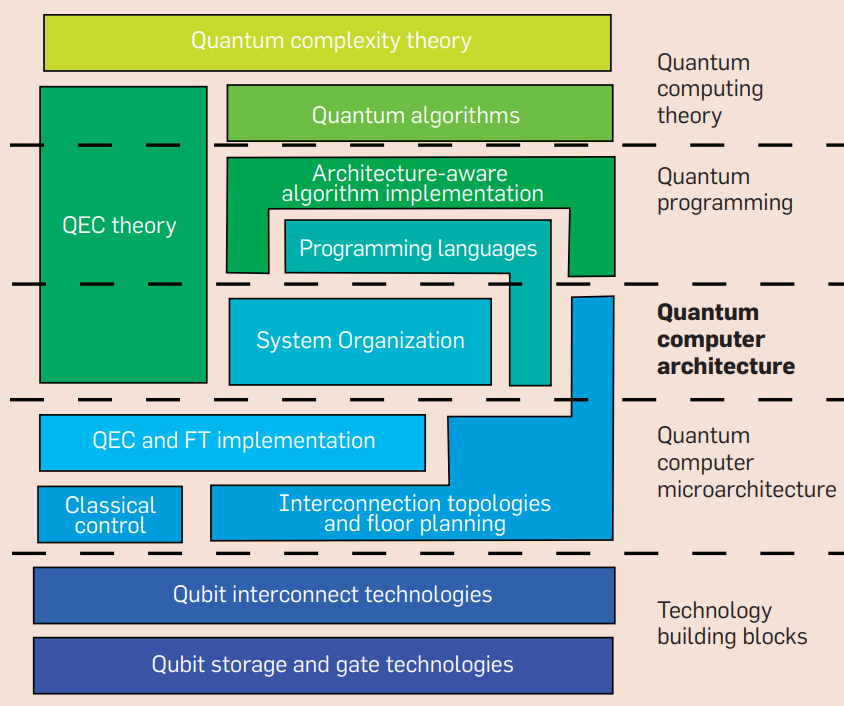 Quantum complexity theory
Quantum
computing
theory
Quantum algorithms
QEC theory
Architecture-aware
algorithm implementation
Quantum
programming
Programming languages
System Organization
Quantum
computer
architecture
QEC and FT implementation
Quantum
computer
microarchitecture
Classical
control
Interconnection topologies
and floor planning
Qubit interconnect technologies
Technology
building blocks
Qubit storage and gate technologies